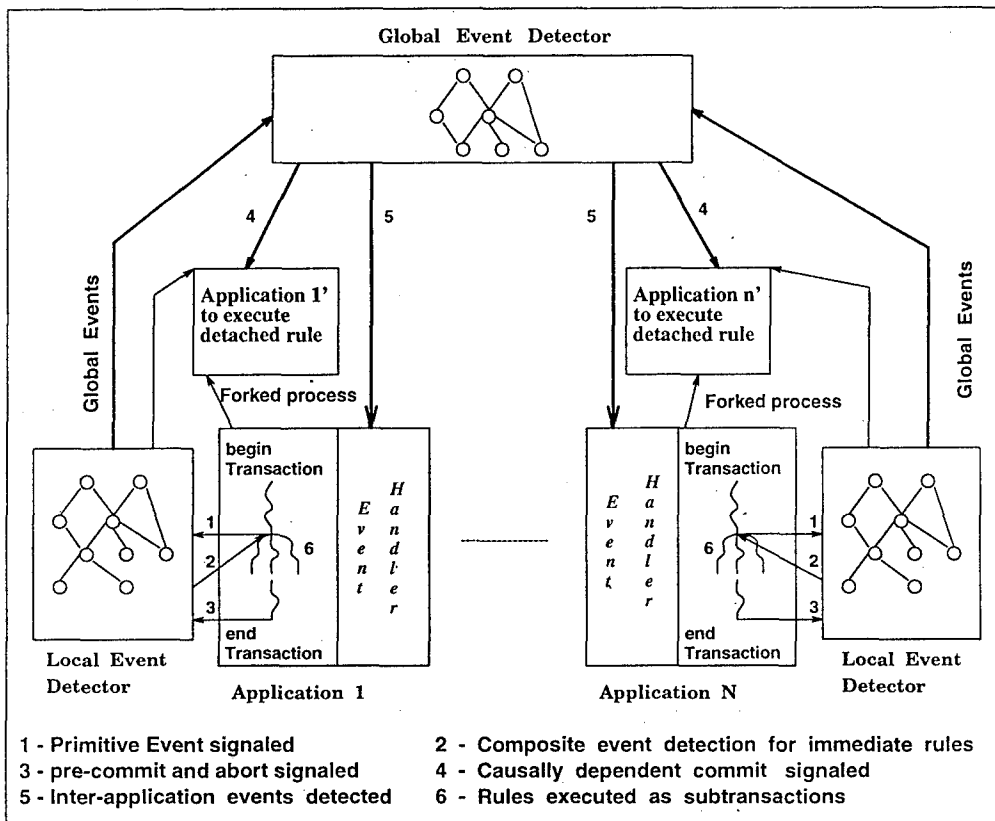 Global Event Detector
4
5
5
4
Global Events
Application 1'
to execute
detached rule
Application n'
to execute
detached rule
Global Events
Forked process
Forked process
begin
Transaction
Event
Handler
1
2
6
3
end
Transaction
Event
Handler
begin
Transaction
1
6
2
3
end
Transaction
Local Event
Detector
Application 1
Application N
Local Event
Detector
1 - Primitive Event signaled
2 - Composite event detection for immediate rules
3 - pre-commit and abort signaled
4 - Causally dependent commit signaled
5 - Inter-application events detected
6 - Rules executed as subtransactions